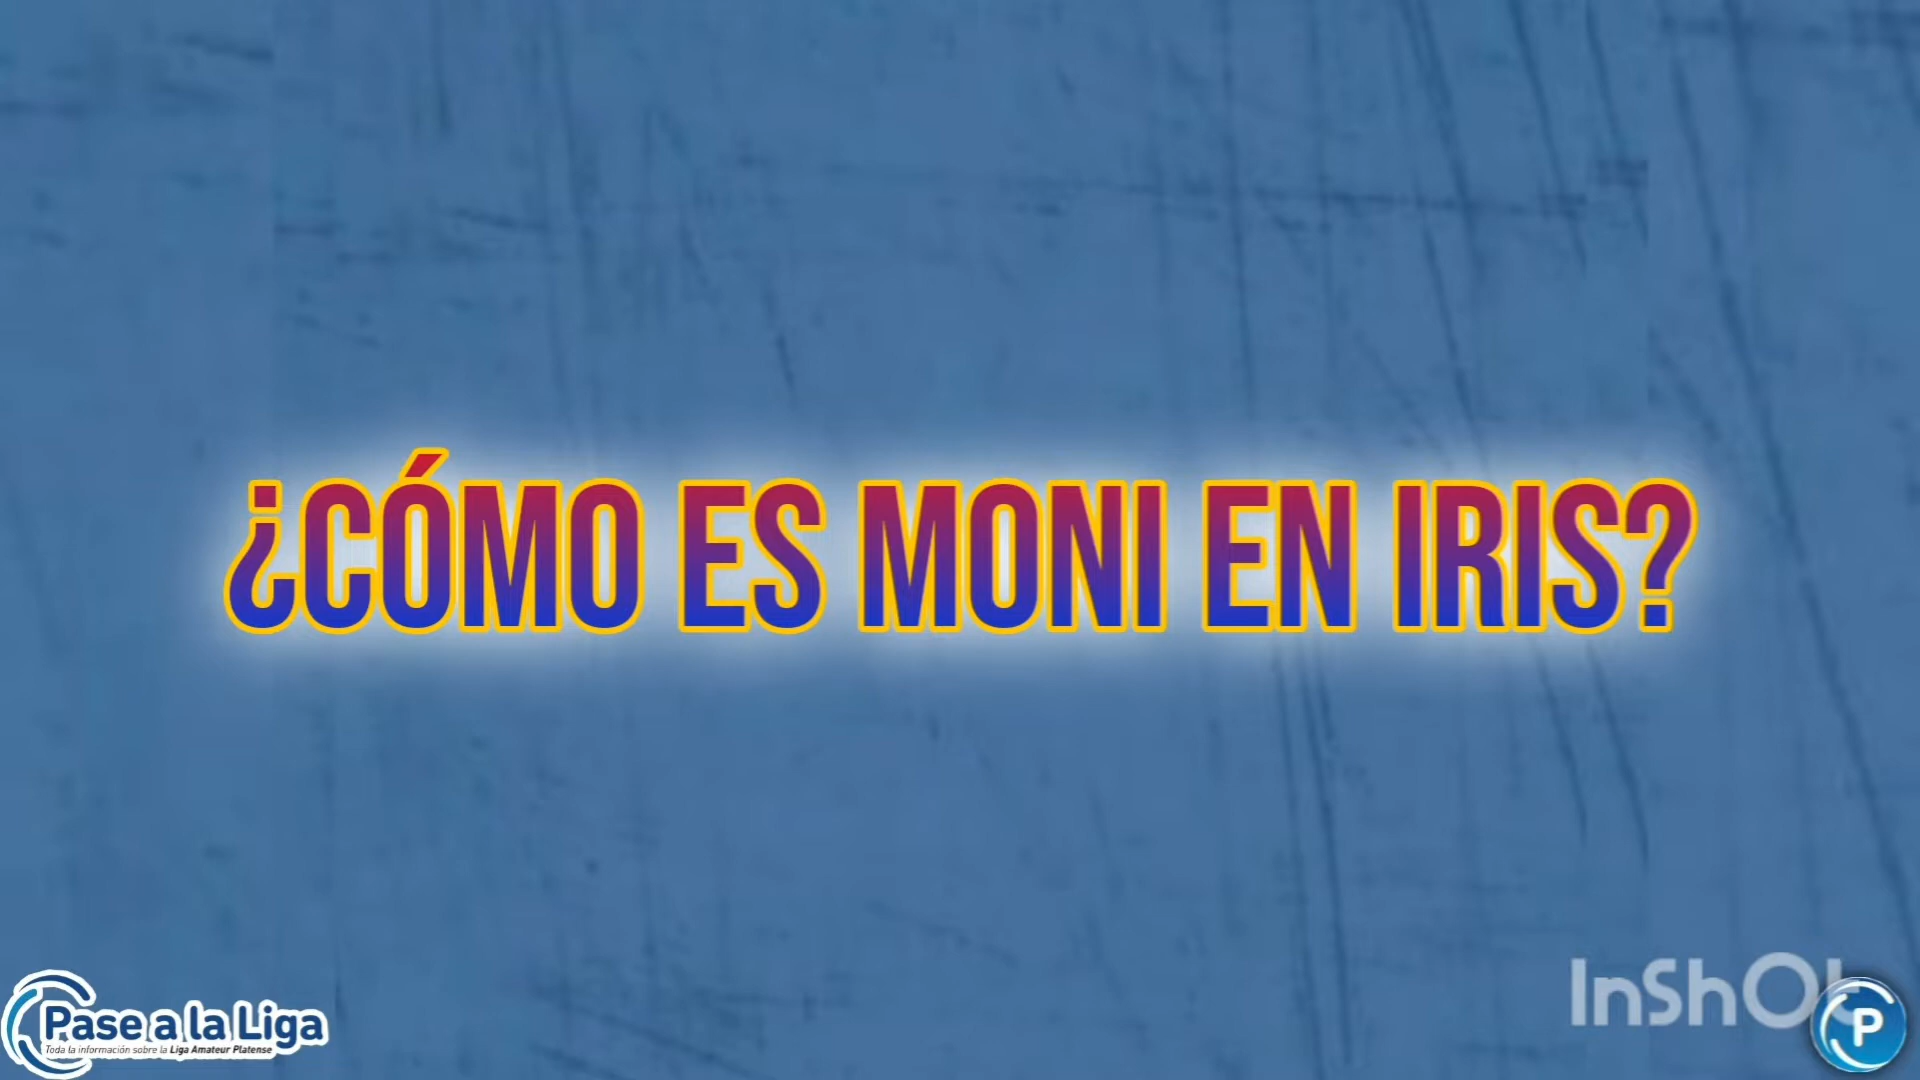 ¿CÓMO ES MONI EN IRIS?
InShOt
Pase a la Liga
P
Toda la información sobre la Liga Amateur Platense